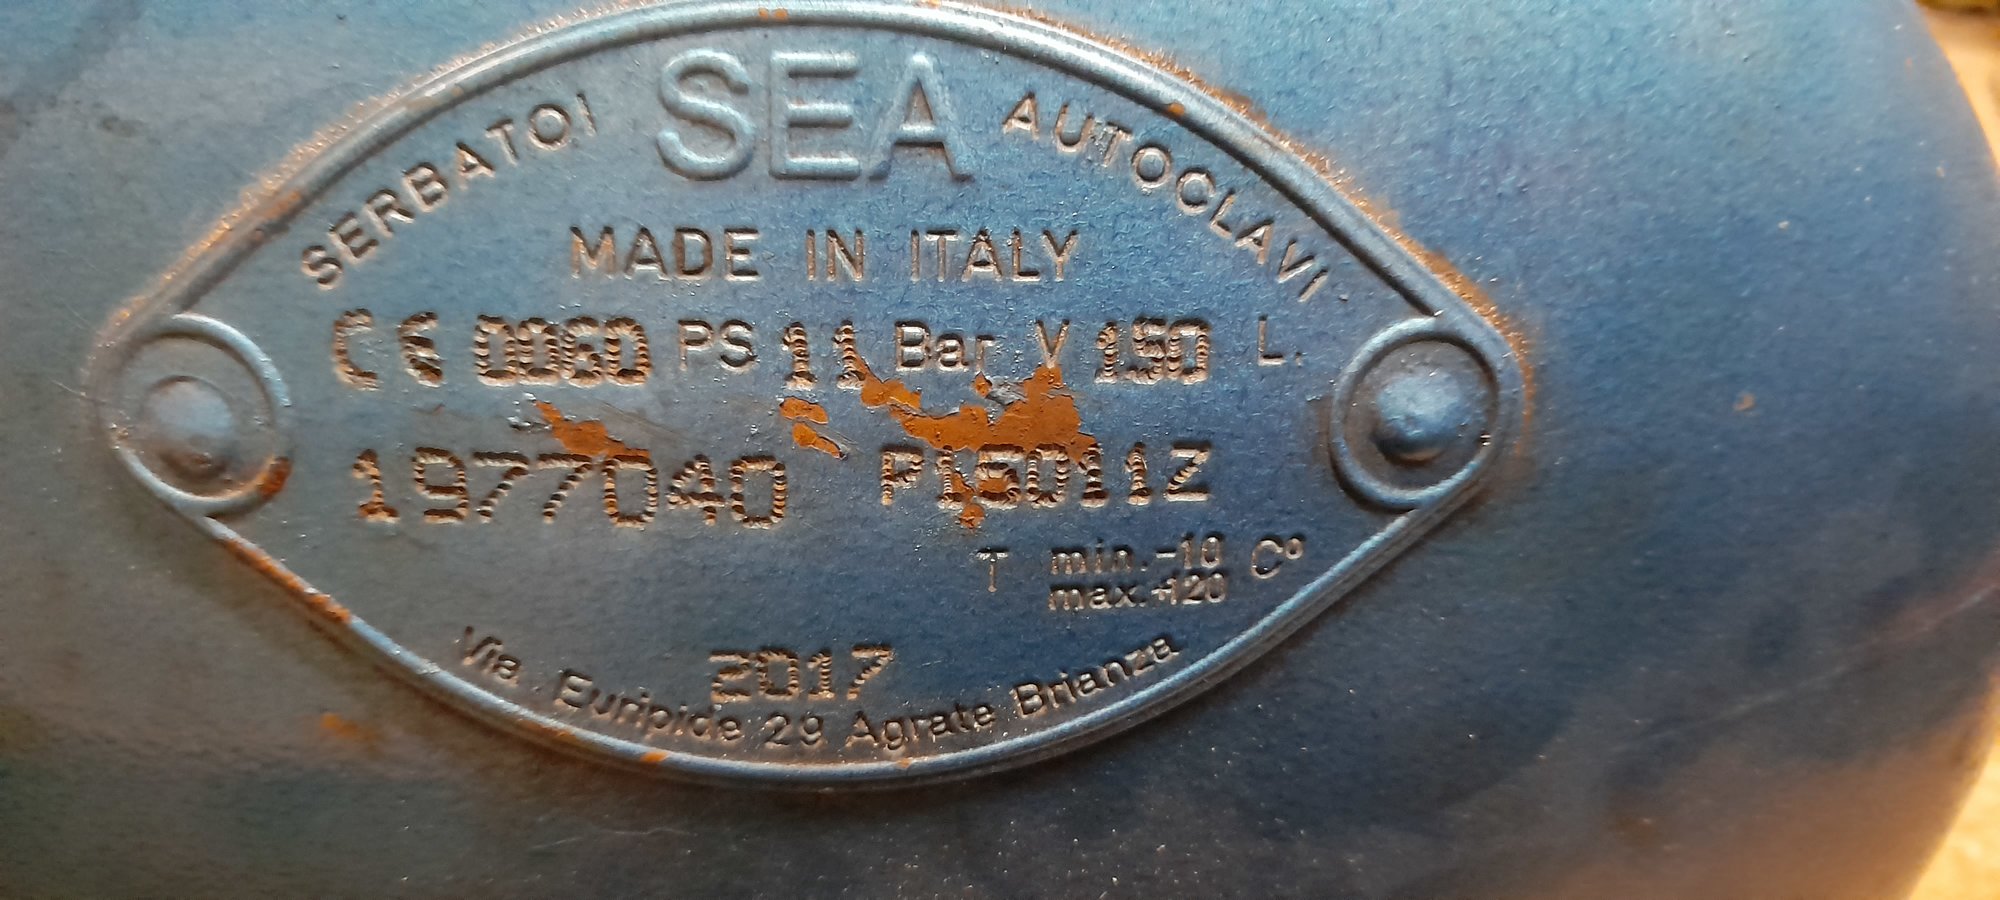 SERBATOI SEA AUTOCLAVI
MADE IN ITALY
CE 0060 PS 11 Bar V 150 L.
1977040 P15011Z
T min.-10 C°
max.+120
2017
Via Euripide 29 Agrate Brianza